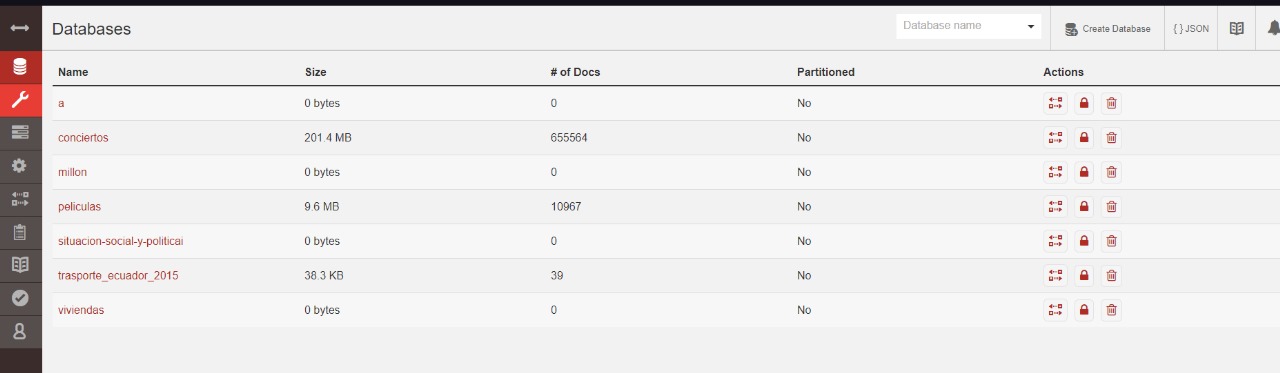 Databases
Database name
Create Database
{ } JSON
Name Size # of Docs Partitioned Actions
a 0 bytes 0 No
conciertos 201.4 MB 655564 No
millon 0 bytes 0 No
peliculas 9.6 MB 10967 No
situacion-social-y-politicai 0 bytes 0 No
trasporte_ecuador_2015 38.3 KB 39 No
viviendas 0 bytes 0 No